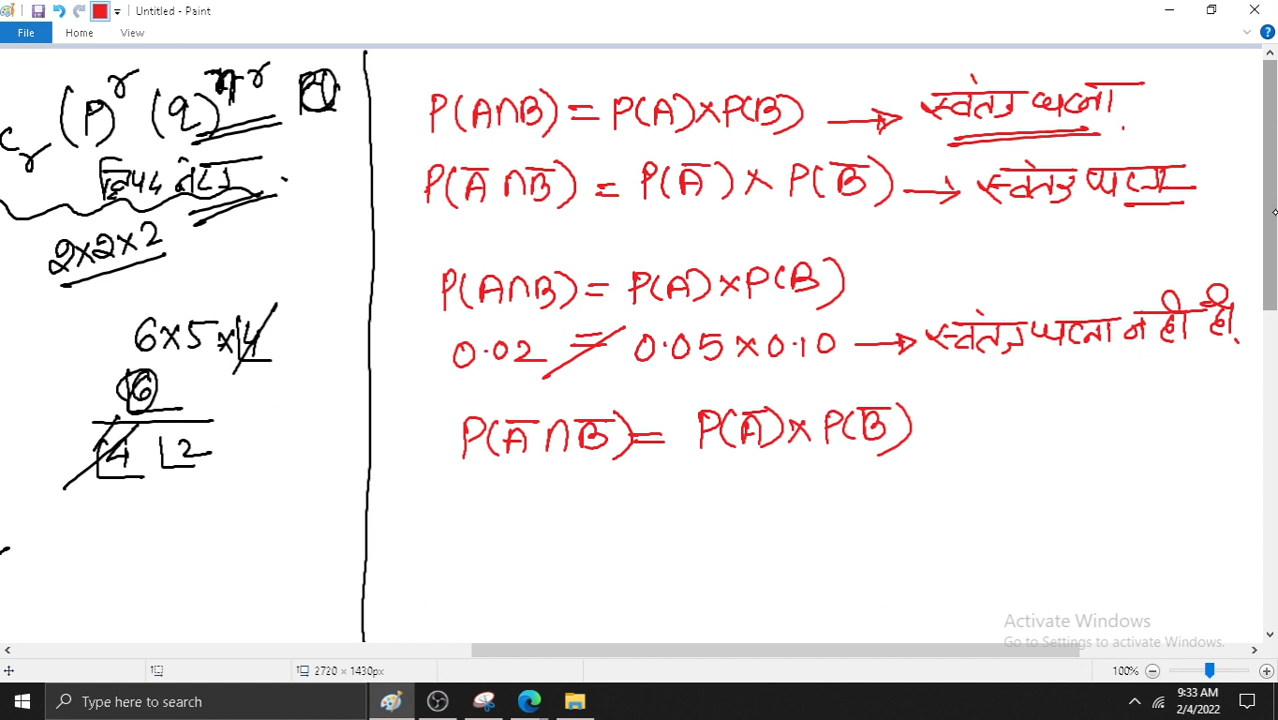 Untitled - Paint
File Home View
(P)^r (q)^n-r
C_r
2×2×2
6×5×⌊4
⌊6
⌊4 ⌊2
P(A∩B) = P(A)×P(B) → स्वतंत्र घटना
P(A̅∩B̅) = P(A̅) × P(B̅) → स्वतंत्र घटना
P(A∩B) = P(A)×P(B)
0.02 ≠ 0.05×0.10 → स्वतंत्र घटना नही है।
P(A̅∩B̅) = P(A̅)×P(B̅)
Activate Windows
Go to Settings to activate Windows.
2720 × 1430px 100%
Type here to search
9:33 AM
2/4/2022